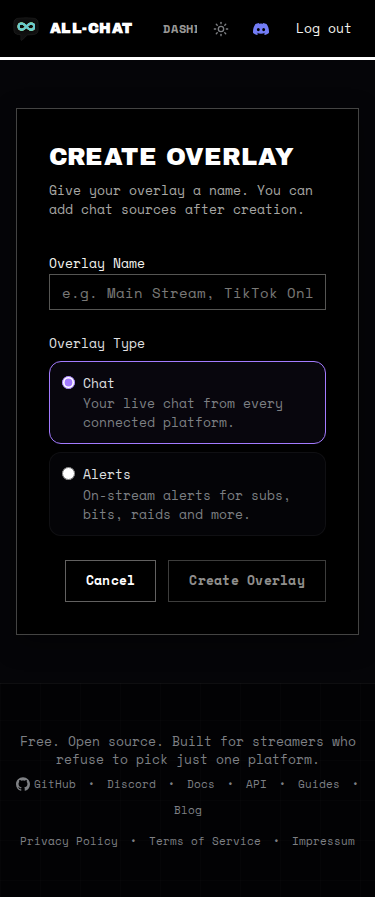 ALL-CHAT DASHI Log out
CREATE OVERLAY
Give your overlay a name. You can
add chat sources after creation.
Overlay Name
e.g. Main Stream, TikTok Onl
Overlay Type
Chat
Your live chat from every
connected platform.
Alerts
On-stream alerts for subs,
bits, raids and more.
Cancel Create Overlay
Free. Open source. Built for streamers who
refuse to pick just one platform.
GitHub • Discord • Docs • API • Guides •
Blog
Privacy Policy • Terms of Service • Impressum